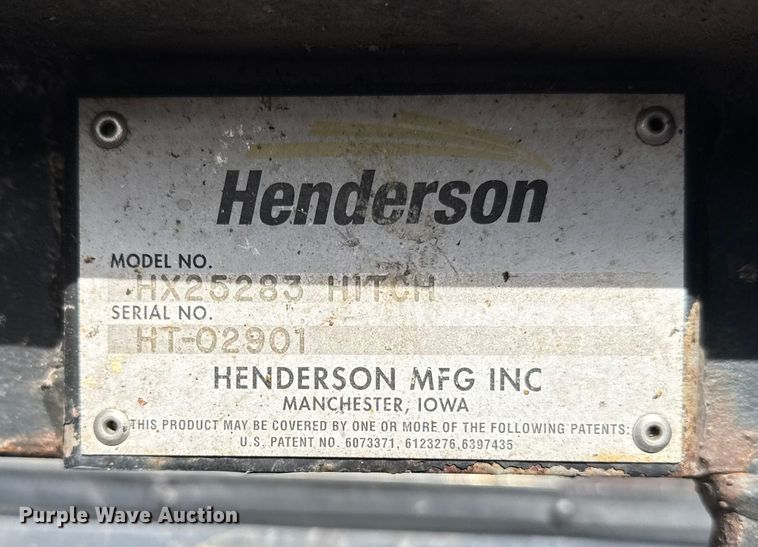 Henderson
MODEL NO.
HX25283 HITCH
SERIAL NO.
HT-02901
HENDERSON MFG INC
MANCHESTER, IOWA
THIS PRODUCT MAY BE COVERED BY ONE OR MORE OF THE FOLLOWING PATENTS:
U.S. PATENT NO. 6073371, 6123276,6397435
Purple Wave Auction